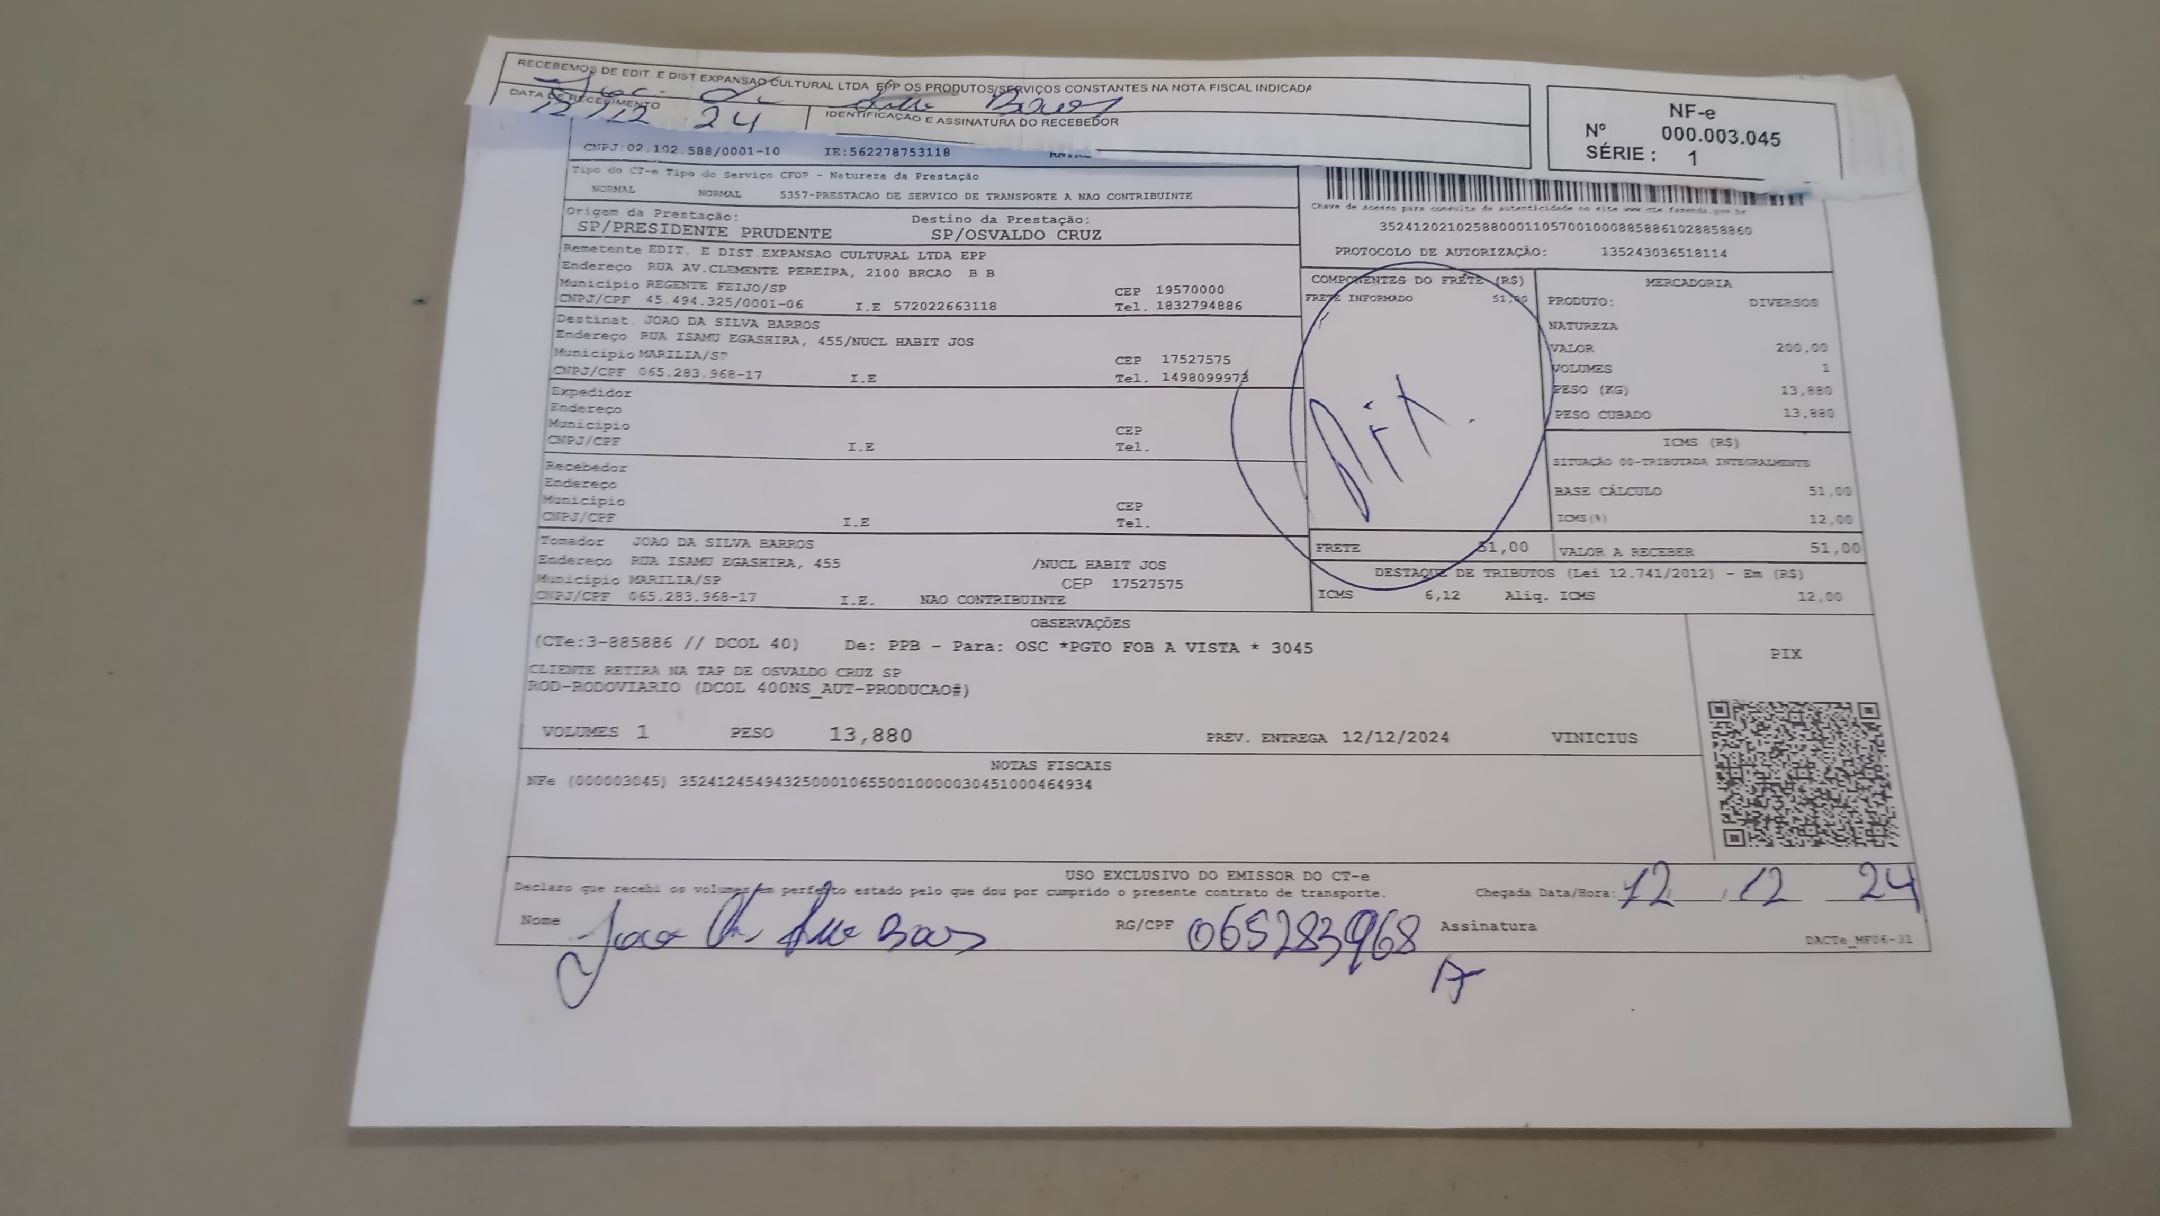 RECEBEMOS DE EDIT. E DIST.EXPANSAO CULTURAL LTDA EPP OS PRODUTOS/SERVIÇOS CONSTANTES NA NOTA FISCAL INDICADA
DATA DE RECEBIMENTO
12/12 24
IDENTIFICAÇÃO E ASSINATURA DO RECEBEDOR
NF-e
Nº 000.003.045
SÉRIE : 1
CNPJ:02.102.588/0001-10 IE:562278753118
Tipo do CT-e Tipo do Serviço CFOP - Natureza da Prestação
NORMAL NORMAL 5357-PRESTACAO DE SERVICO DE TRANSPORTE A NAO CONTRIBUINTE
Chave de acesso para consulta de autenticidade no site www.cte.fazenda.gov.br
Origem da Prestação: Destino da Prestação:
SP/PRESIDENTE PRUDENTE SP/OSVALDO CRUZ
PROTOCOLO DE AUTORIZAÇÃO: 135243036518114
Remetente EDIT. E DIST.EXPANSAO CULTURAL LTDA EPP
Endereço RUA AV.CLEMENTE PEREIRA, 2100 BRCAO B B
Municipio REGENTE FEIJO/SP CEP 19570000
CNPJ/CPF 45.494.325/0001-06 I.E 572022663118 Tel. 1832794886
Destinat. JOAO DA SILVA BARROS
Endereço RUA ISAMU EGASHIRA, 455/NUCL HABIT JOS
Municipio MARILIA/SP CEP 17527575
CNPJ/CPF 065.283.968-17 I.E Tel. 1498099973
Expedidor
Endereço
Municipio CEP
CNPJ/CPF I.E Tel.
Recebedor
Endereço
Município CEP
CNPJ/CPF I.E Tel.
Tomador JOAO DA SILVA BARROS
Endereço RUA ISAMU EGASHIRA, 455 /NUCL HABIT JOS
Municipio MARILIA/SP CEP 17527575
CNPJ/CPF 065.283.968-17 I.E. NAO CONTRIBUINTE
COMPONENTES DO FRETE (R$)
FRETE INFORMADO 51,00
FRETE 51,00
MERCADORIA
PRODUTO: DIVERSOS
NATUREZA
VALOR 200,00
VOLUMES 1
PESO (KG) 13,880
PESO CUBADO 13,880
ICMS (R$)
SITUAÇÃO 00-TRIBUTADA INTEGRALMENTE
BASE CÁLCULO 51,00
ICMS(%) 12,00
VALOR A RECEBER 51,00
DESTAQUE DE TRIBUTOS (Lei 12.741/2012) - Em (R$)
ICMS 6,12 Aliq. ICMS 12,00
OBSERVAÇÕES
(CTe:3-885886 // DCOL 40) De: PPB - Para: OSC *PGTO FOB A VISTA * 3045
CLIENTE RETIRA NA TAP DE OSVALDO CRUZ SP
ROD-RODOVIARIO (DCOL 400NS_AUT-PRODUCAO#)
PIX
VOLUMES 1 PESO 13,880 PREV. ENTREGA 12/12/2024 VINICIUS
NOTAS FISCAIS
NFe (000003045) 35241245494325000106550010000030451000464934
USO EXCLUSIVO DO EMISSOR DO CT-e
Declaro que recebi os volumes em perfeito estado pelo que dou por cumprido o presente contrato de transporte. Chegada Data/Hora: 12 / 12 24
Nome RG/CPF 065283968 17 Assinatura
DACTe_MF06-31